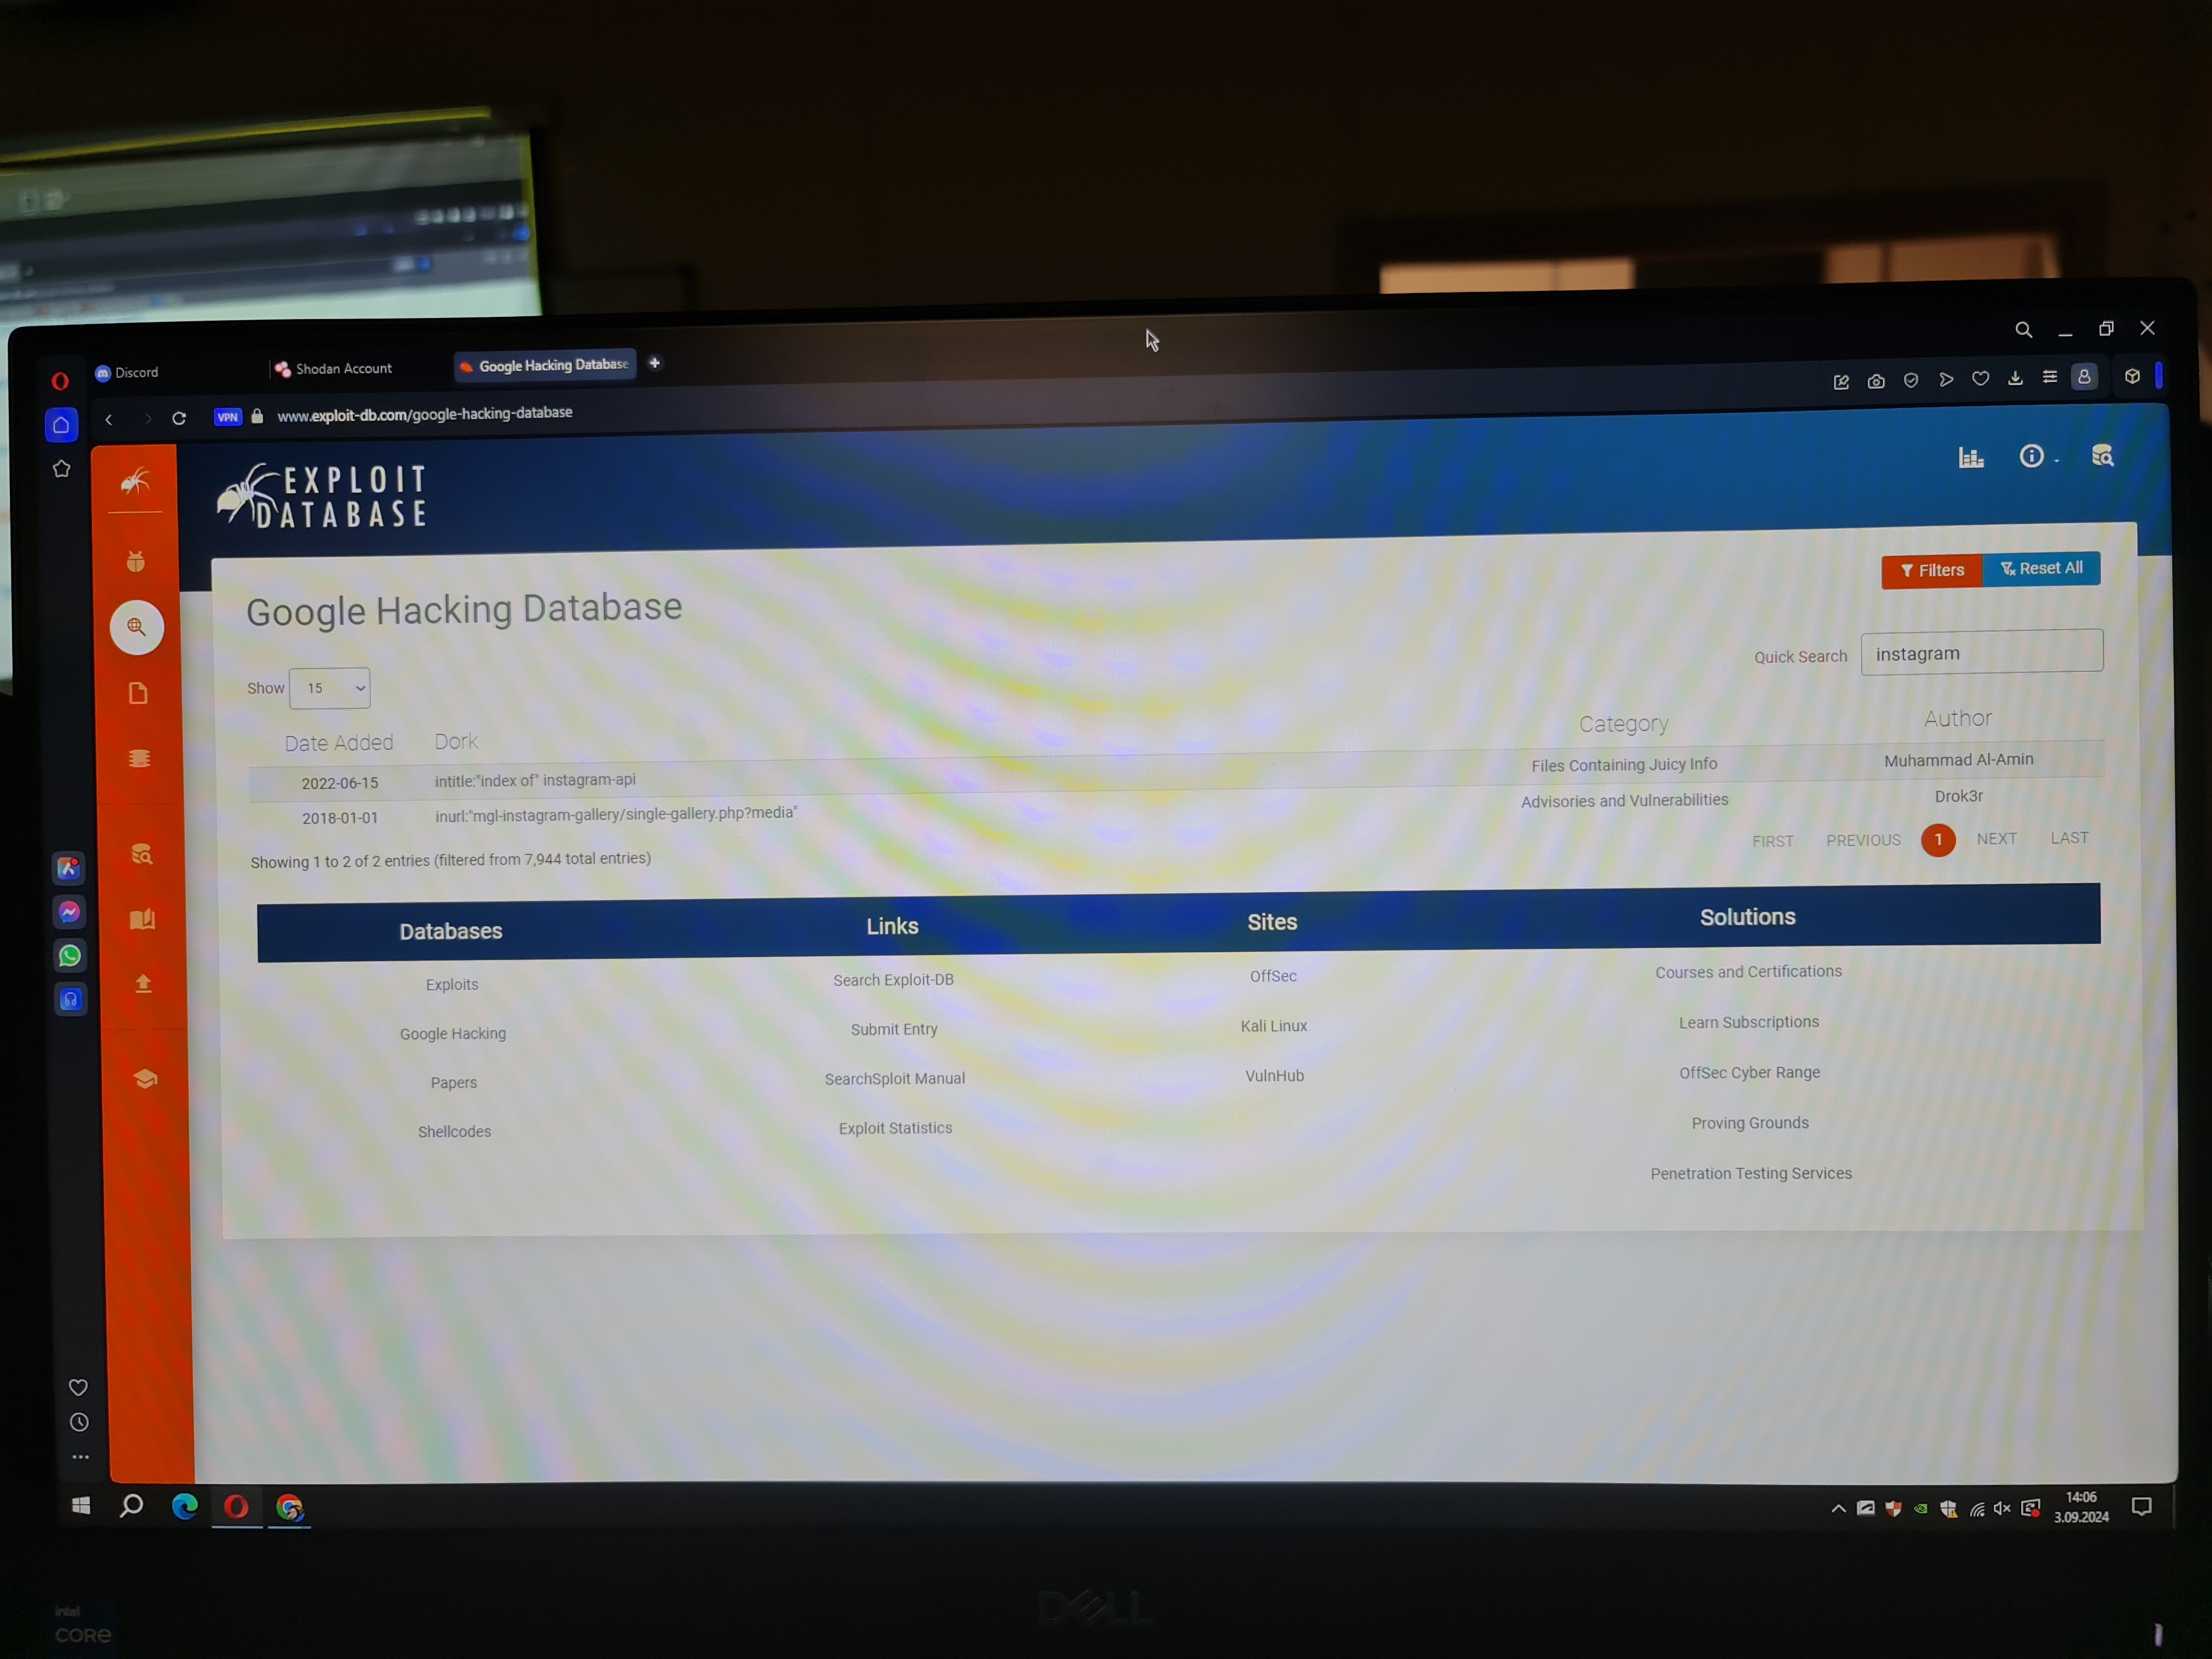 Discord
Shodan Account
Google Hacking Database
VPN
www.exploit-db.com/google-hacking-database
EXPLOIT
DATABASE
Filters
Reset All
Google Hacking Database
Quick Search
instagram
Show
15
Date Added Dork Category Author
2022-06-15 intitle:"index of" instagram-api Files Containing Juicy Info Muhammad Al-Amin
2018-01-01 inurl:"mgl-instagram-gallery/single-gallery.php?media" Advisories and Vulnerabilities Drok3r
Showing 1 to 2 of 2 entries (filtered from 7,944 total entries)
FIRST PREVIOUS 1 NEXT LAST
Databases Links Sites Solutions
Exploits Search Exploit-DB OffSec Courses and Certifications
Google Hacking Submit Entry Kali Linux Learn Subscriptions
Papers SearchSploit Manual VulnHub OffSec Cyber Range
Shellcodes Exploit Statistics Proving Grounds
Penetration Testing Services
14:06
3.09.2024
DELL
intel
CORE